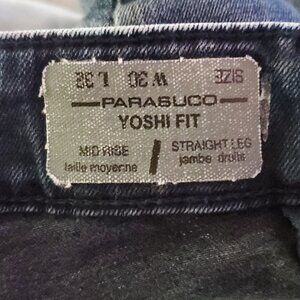 SIZE W 30 L 32
PARASUCO
YOSHI FIT
MID RISE STRAIGHT LEG
taille moyenne jambe droite